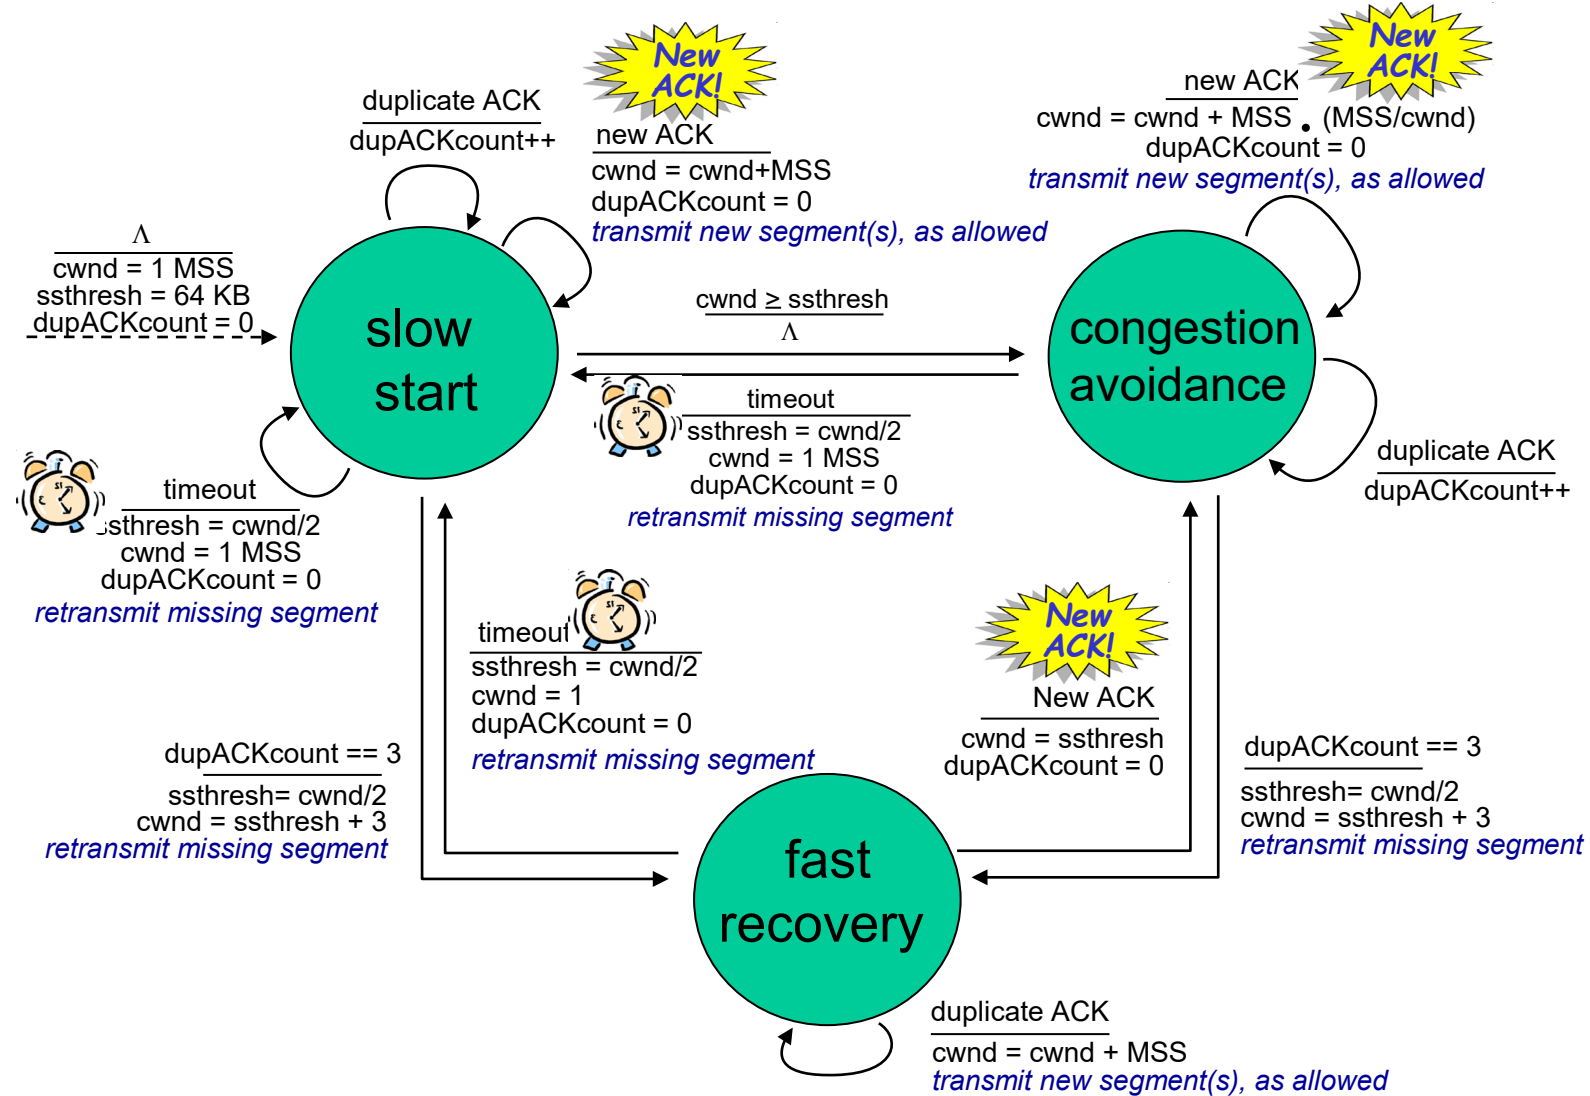 New
ACK!
duplicate ACK
dupACKcount++
new ACK
cwnd = cwnd+MSS
dupACKcount = 0
transmit new segment(s), as allowed
New
ACK!
new ACK
cwnd = cwnd + MSS • (MSS/cwnd)
dupACKcount = 0
transmit new segment(s), as allowed
Λ
cwnd = 1 MSS
ssthresh = 64 KB
dupACKcount = 0
slow
start
cwnd ≥ ssthresh
Λ
congestion
avoidance
timeout
ssthresh = cwnd/2
cwnd = 1 MSS
dupACKcount = 0
retransmit missing segment
duplicate ACK
dupACKcount++
timeout
ssthresh = cwnd/2
cwnd = 1 MSS
dupACKcount = 0
retransmit missing segment
timeout
ssthresh = cwnd/2
cwnd = 1
dupACKcount = 0
retransmit missing segment
New
ACK!
New ACK
cwnd = ssthresh
dupACKcount = 0
dupACKcount == 3
ssthresh= cwnd/2
cwnd = ssthresh + 3
retransmit missing segment
dupACKcount == 3
ssthresh= cwnd/2
cwnd = ssthresh + 3
retransmit missing segment
fast
recovery
duplicate ACK
cwnd = cwnd + MSS
transmit new segment(s), as allowed